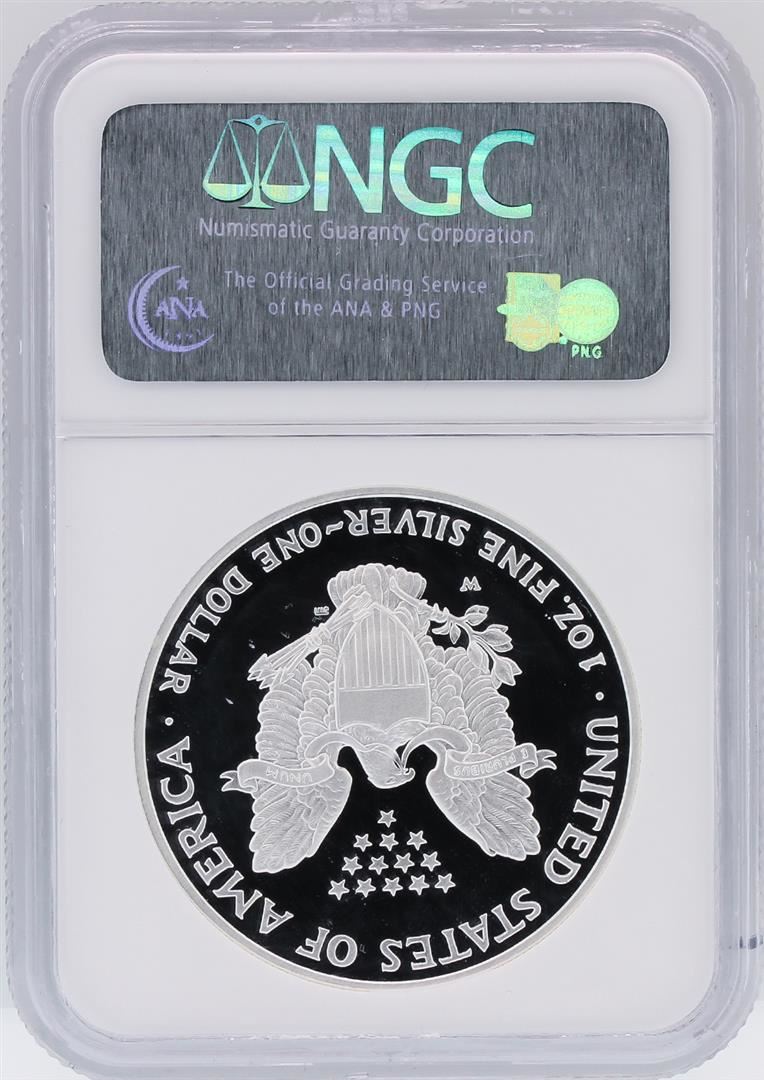 NGC
Numismatic Guaranty Corporation
The Official Grading Service
of the ANA & PNG
ANA
PNG
UNITED STATES OF AMERICA
1 OZ. FINE SILVER~ONE DOLLAR
W
E PLURIBUS
UNUM